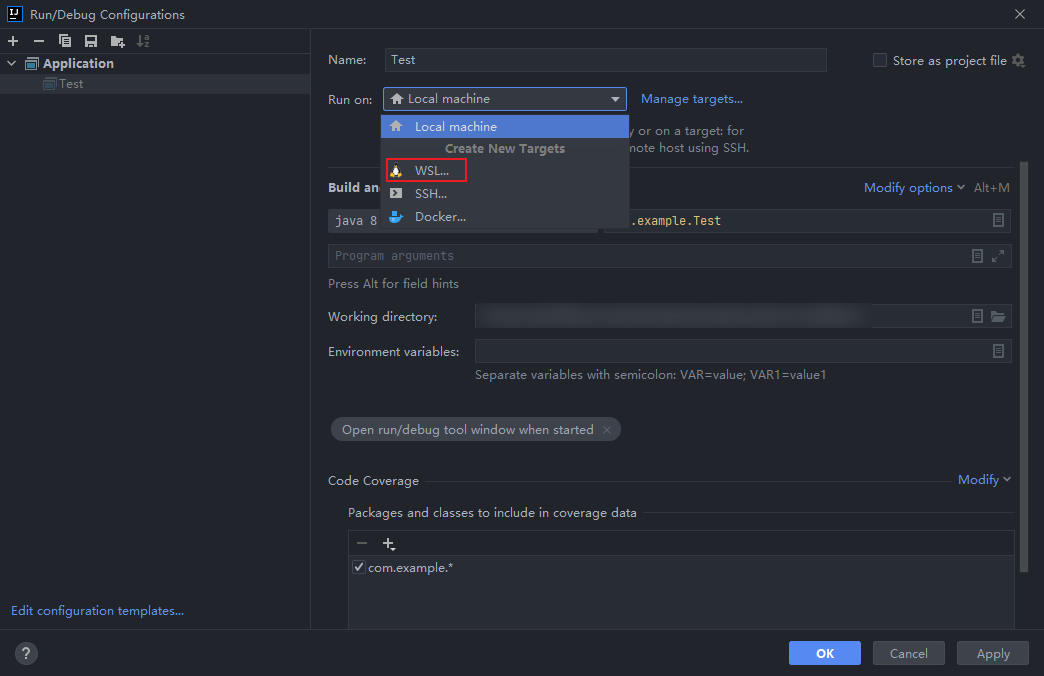 Run/Debug Configurations
Application
Test
Name: Test
Store as project file
Run on: Local machine
Manage targets...
Local machine
y or on a target: for
Create New Targets
mote host using SSH.
WSL...
SSH...
Docker...
Build an
Modify options Alt+M
java 8
.example.Test
Program arguments
Press Alt for field hints
Working directory:
Environment variables:
Separate variables with semicolon: VAR=value; VAR1=value1
Open run/debug tool window when started
Code Coverage
Modify
Packages and classes to include in coverage data
com.example.*
Edit configuration templates...
?
OK
Cancel
Apply